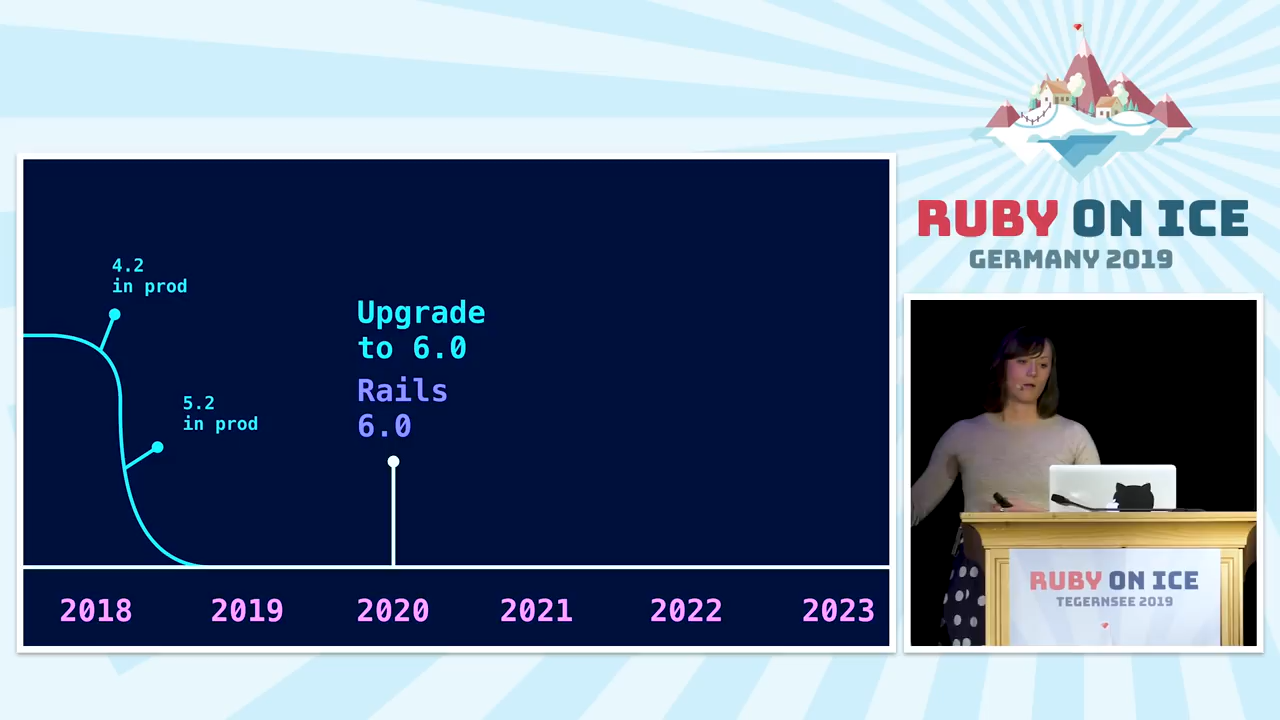 RUBY ON ICE
GERMANY 2019
4.2
in prod
5.2
in prod
Upgrade
to 6.0
Rails
6.0
2018 2019 2020 2021 2022 2023
RUBY ON ICE
TEGERNSEE 2019